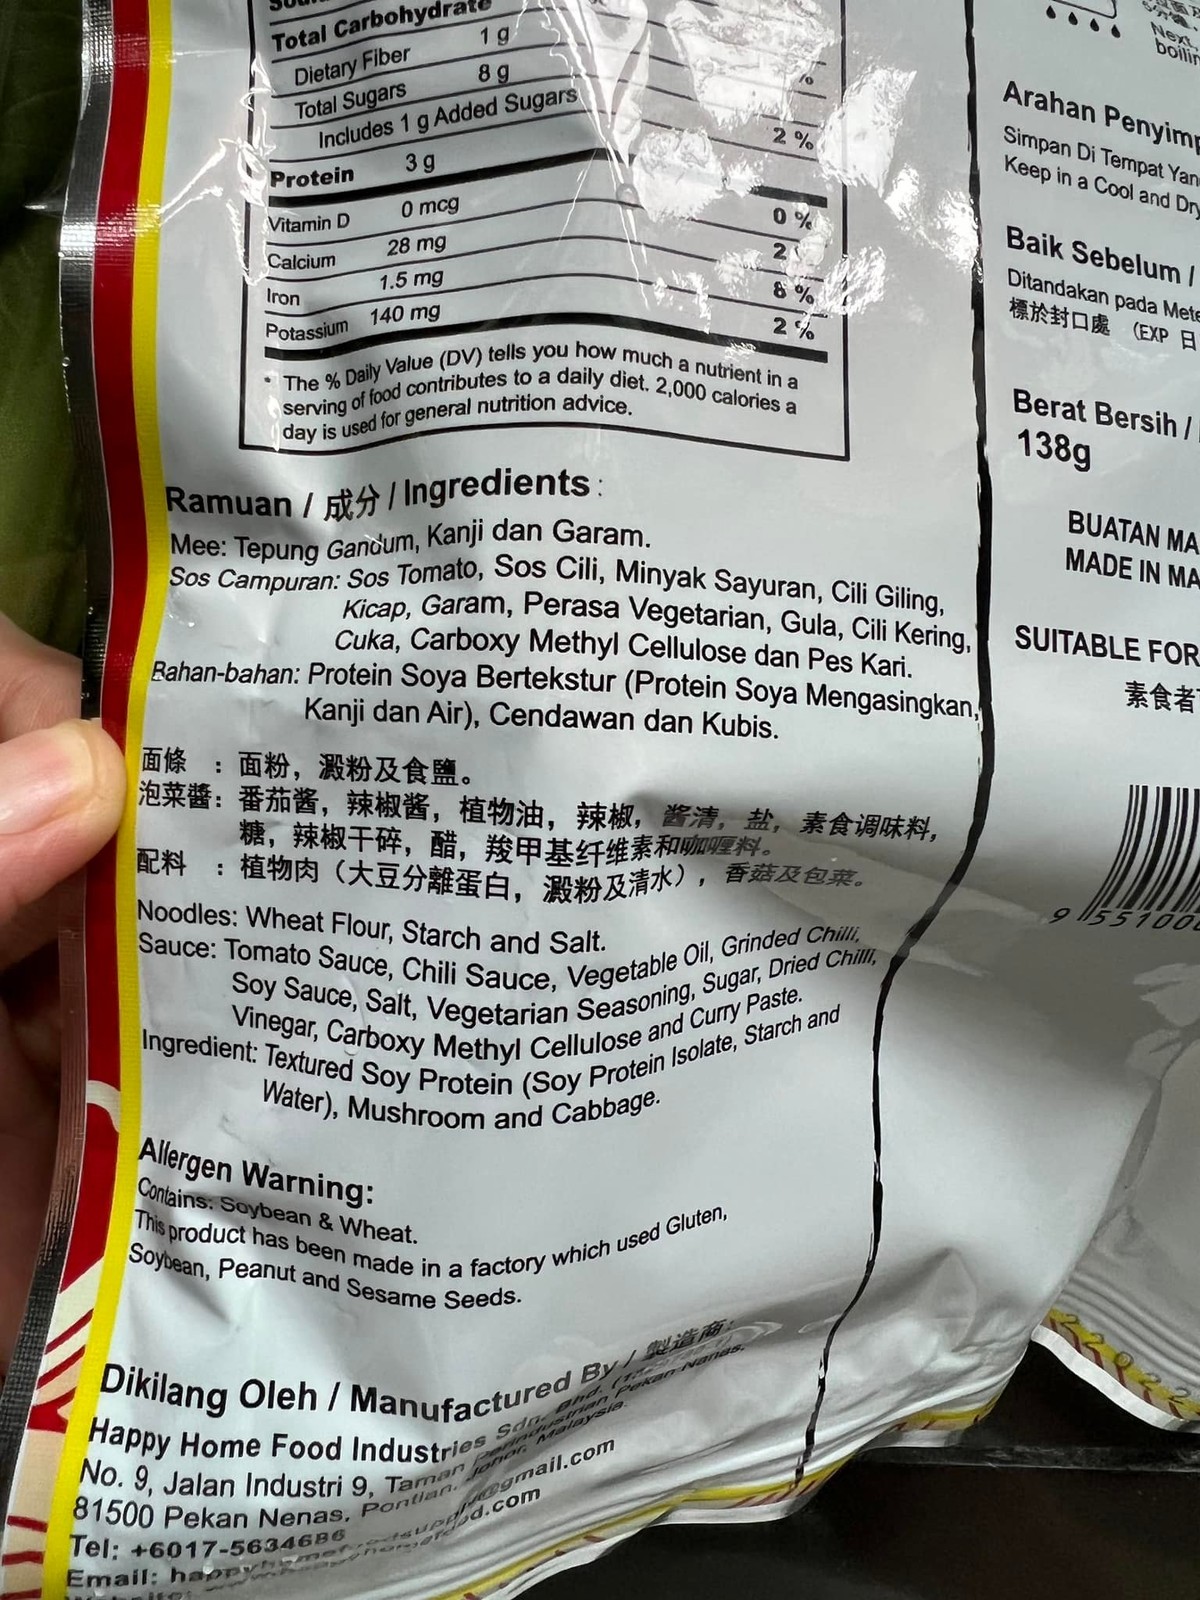 Total Carbohydrate
Dietary Fiber 1 g %
Total Sugars 8 g
Includes 1 g Added Sugars 2 %
Protein 3 g
Vitamin D 0 mcg 0 %
Calcium 28 mg 2
Iron 1.5 mg 8 %
Potassium 140 mg 2 %
* The % Daily Value (DV) tells you how much a nutrient in a
serving of food contributes to a daily diet. 2,000 calories a
day is used for general nutrition advice.
Ramuan / 成分 / Ingredients :
Mee: Tepung Gandum, Kanji dan Garam.
Sos Campuran: Sos Tomato, Sos Cili, Minyak Sayuran, Cili Giling,
Kicap, Garam, Perasa Vegetarian, Gula, Cili Kering,
Cuka, Carboxy Methyl Cellulose dan Pes Kari.
Bahan-bahan: Protein Soya Bertekstur (Protein Soya Mengasingkan,
Kanji dan Air), Cendawan dan Kubis.
面條 : 面粉，澱粉及食鹽。
泡菜醬: 番茄酱，辣椒酱，植物油，辣椒，酱清，盐，素食调味料，
糖，辣椒干碎，醋，羧甲基纤维素和咖喱料。
配料 : 植物肉（大豆分離蛋白，澱粉及清水），香菇及包菜。
Noodles: Wheat Flour, Starch and Salt.
Sauce: Tomato Sauce, Chili Sauce, Vegetable Oil, Grinded Chilli,
Soy Sauce, Salt, Vegetarian Seasoning, Sugar, Dried Chilli,
Vinegar, Carboxy Methyl Cellulose and Curry Paste.
Ingredient: Textured Soy Protein (Soy Protein Isolate, Starch and
Water), Mushroom and Cabbage.
Allergen Warning:
Contains: Soybean & Wheat.
This product has been made in a factory which used Gluten,
Soybean, Peanut and Sesame Seeds.
Dikilang Oleh / Manufactured By / 製造商:
Happy Home Food Industries Sdn. Bhd.
No. 9, Jalan Industri 9, Taman Perindustrian Pekan Nanas,
81500 Pekan Nenas, Pontian, Johor, Malaysia.
Tel: +6017-5634686
Email: @gmail.com
Next,
Arahan
Simpan Di Tempat
Keep in a Cool and Dry
Baik Sebelum /
Ditandakan pada
標於封口處 (EXP 日
Berat Bersih /
138g
BUATAN
MADE IN
SUITABLE FOR
素食者
9 55100